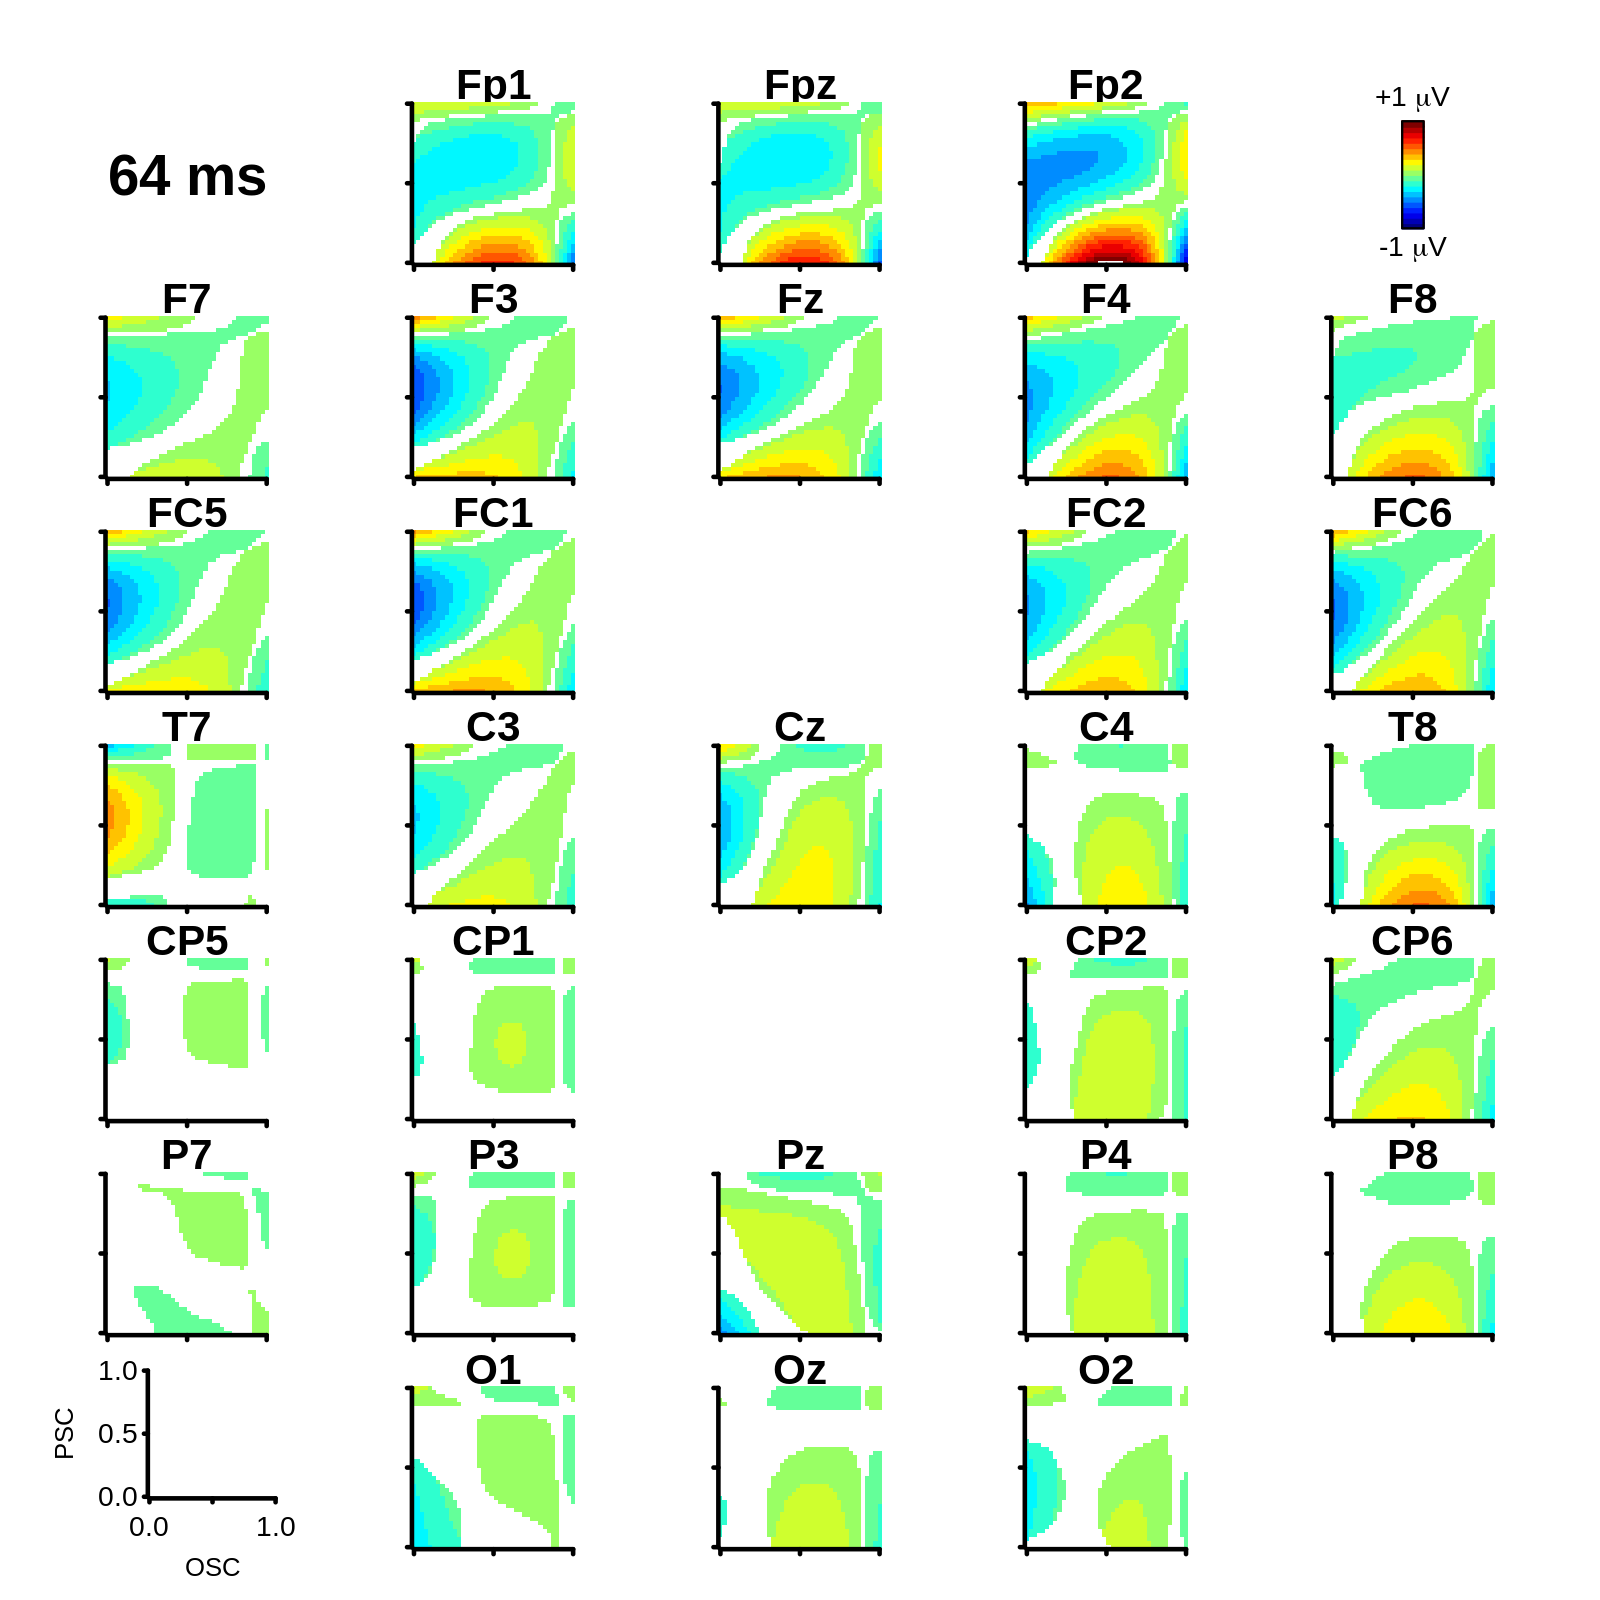 Fp1 Fpz Fp2
+1 μV
64 ms
-1 μV
F7 F3 Fz F4 F8
FC5 FC1 FC2 FC6
T7 C3 Cz C4 T8
CP5 CP1 CP2 CP6
P7 P3 Pz P4 P8
O1 Oz O2
1.0
0.5
PSC
0.0
0.0 1.0
OSC